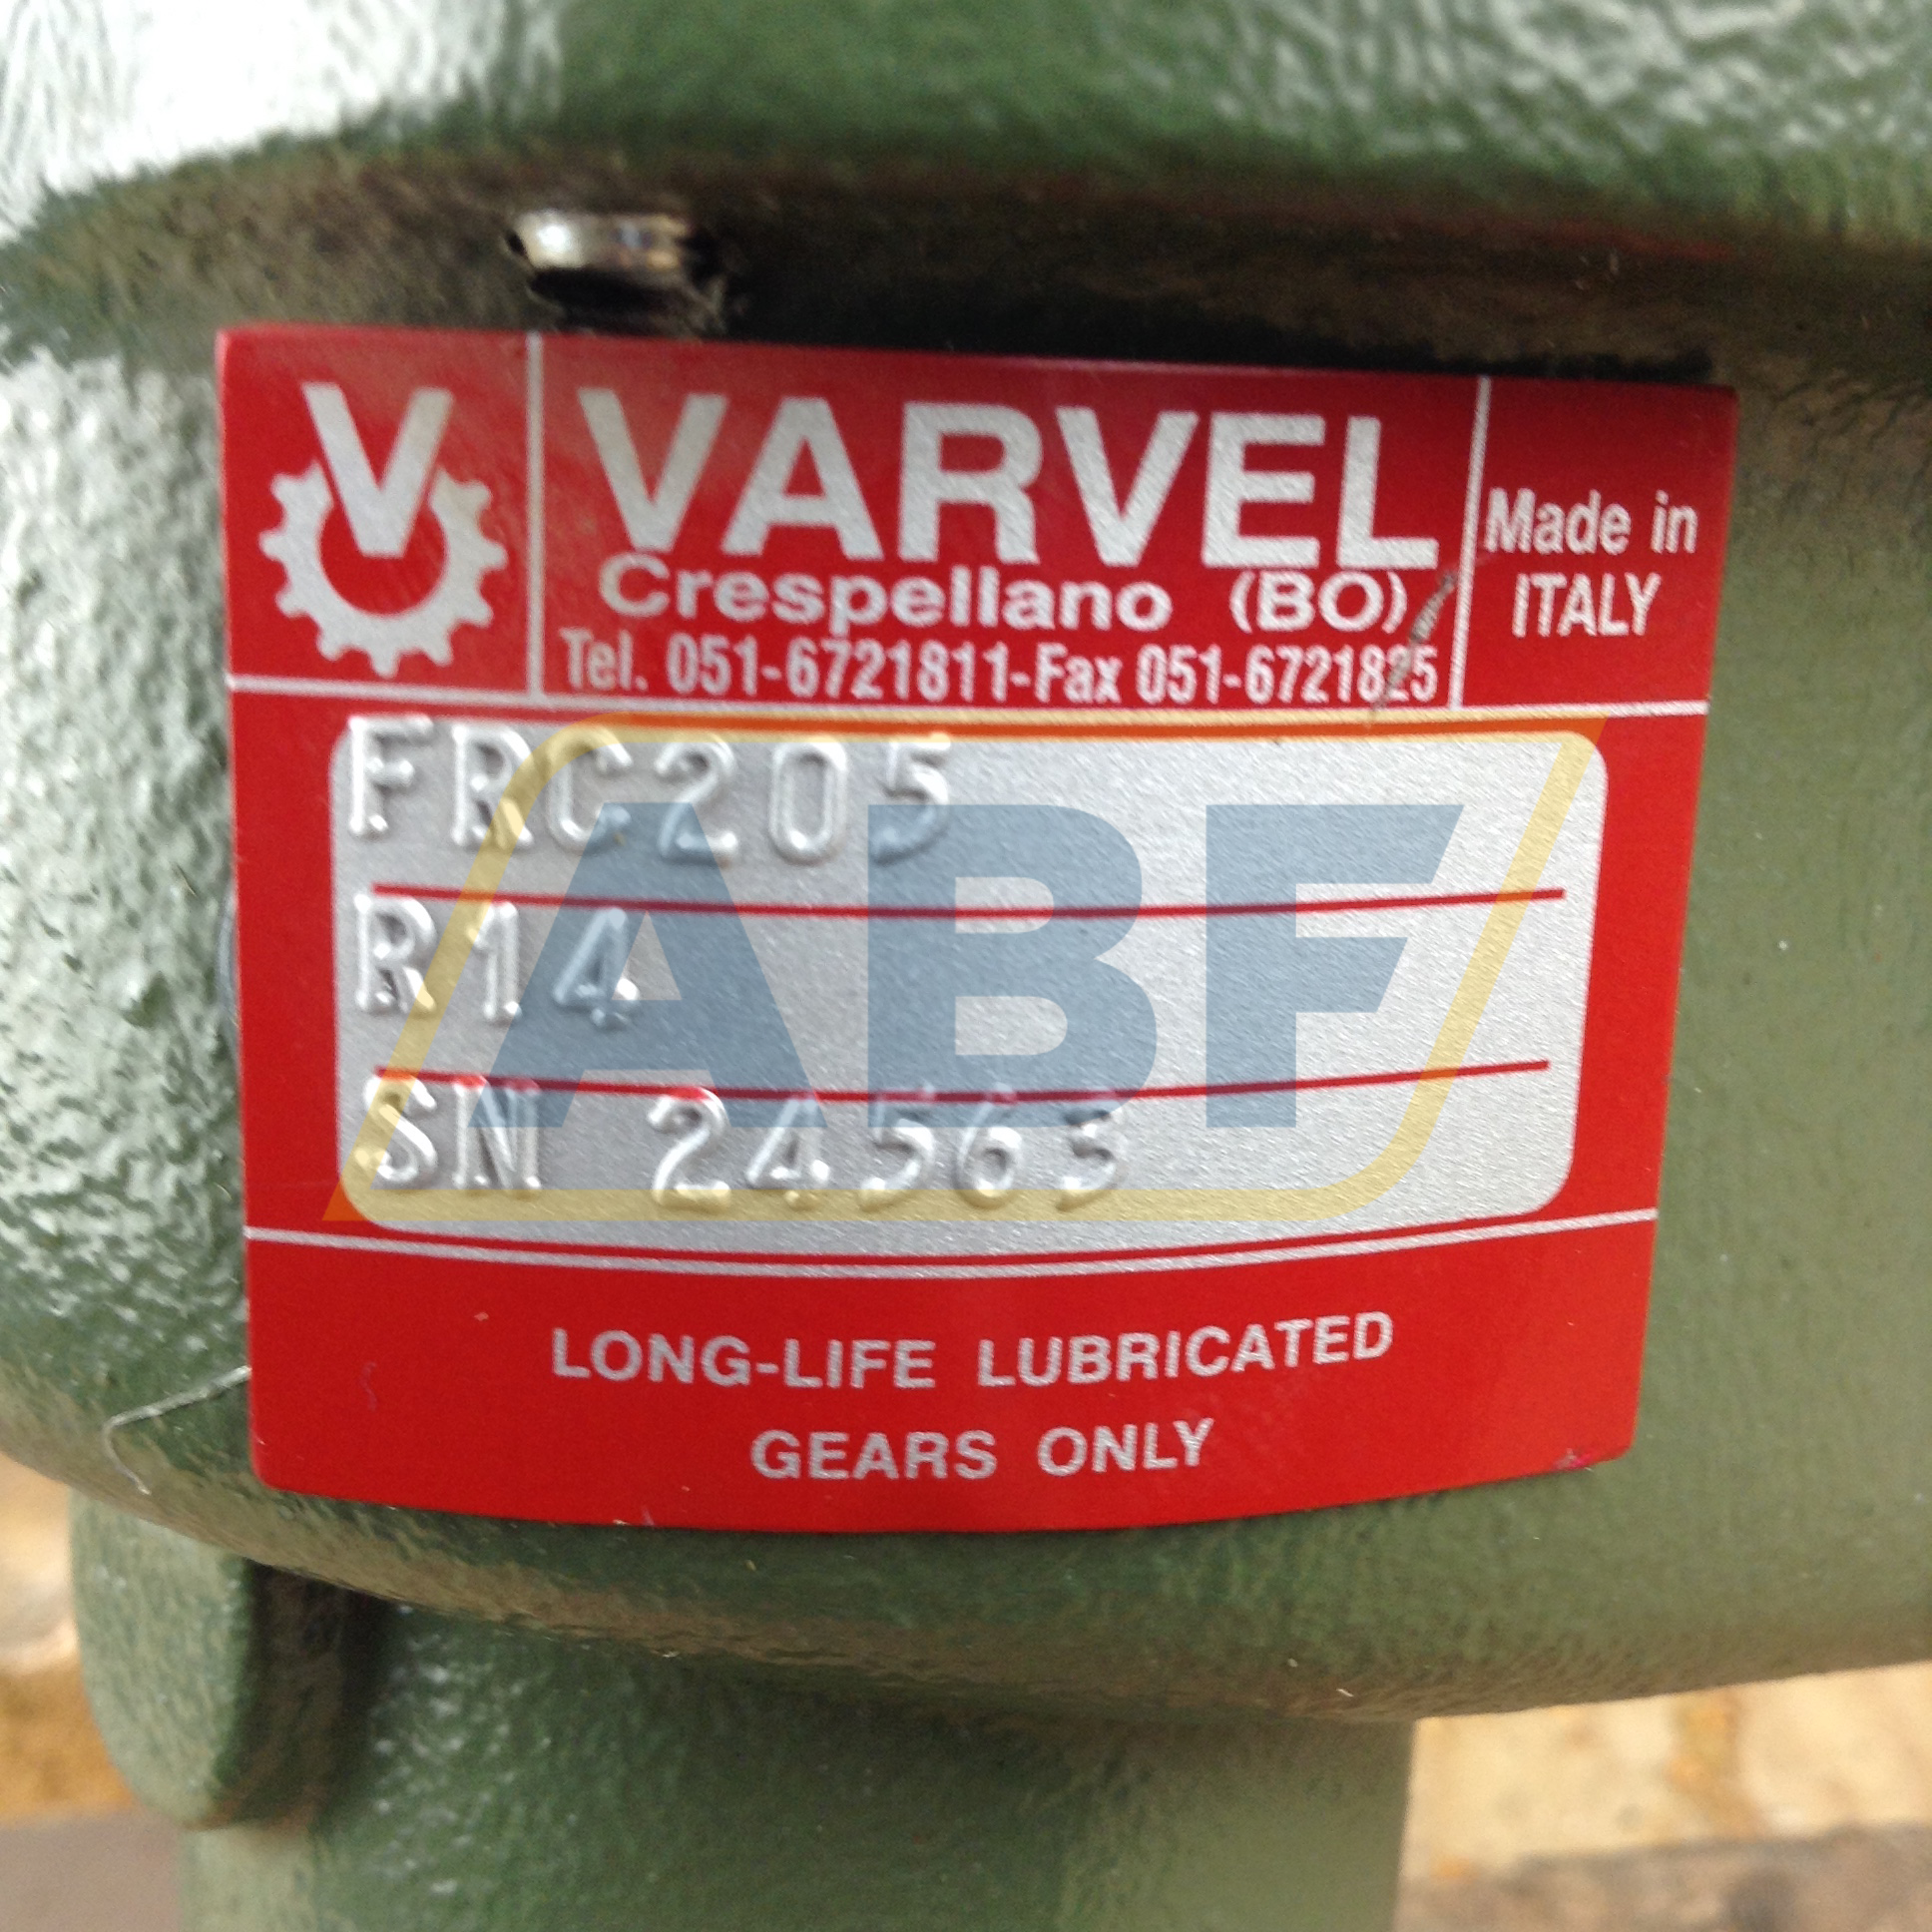 V
VARVEL
Made in
ITALY
Crespellano (BO)
Tel. 051-6721811-Fax 051-6721825
FRC205
R14
SN 24563
ABF
LONG-LIFE LUBRICATED
GEARS ONLY